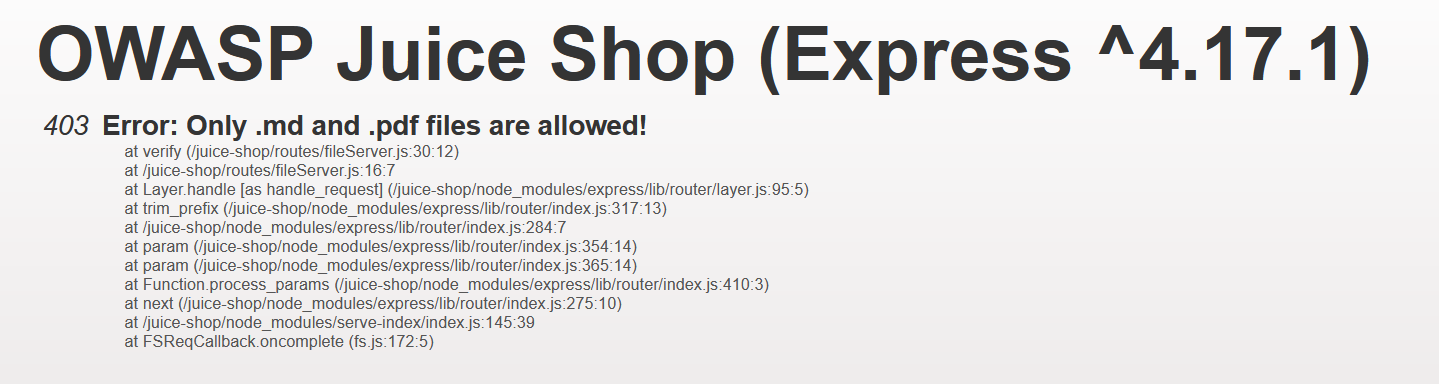 OWASP Juice Shop (Express ^4.17.1)
403 Error: Only .md and .pdf files are allowed!
at verify (/juice-shop/routes/fileServer.js:30:12)
at /juice-shop/routes/fileServer.js:16:7
at Layer.handle [as handle_request] (/juice-shop/node_modules/express/lib/router/layer.js:95:5)
at trim_prefix (/juice-shop/node_modules/express/lib/router/index.js:317:13)
at /juice-shop/node_modules/express/lib/router/index.js:284:7
at param (/juice-shop/node_modules/express/lib/router/index.js:354:14)
at param (/juice-shop/node_modules/express/lib/router/index.js:365:14)
at Function.process_params (/juice-shop/node_modules/express/lib/router/index.js:410:3)
at next (/juice-shop/node_modules/express/lib/router/index.js:275:10)
at /juice-shop/node_modules/serve-index/index.js:145:39
at FSReqCallback.oncomplete (fs.js:172:5)